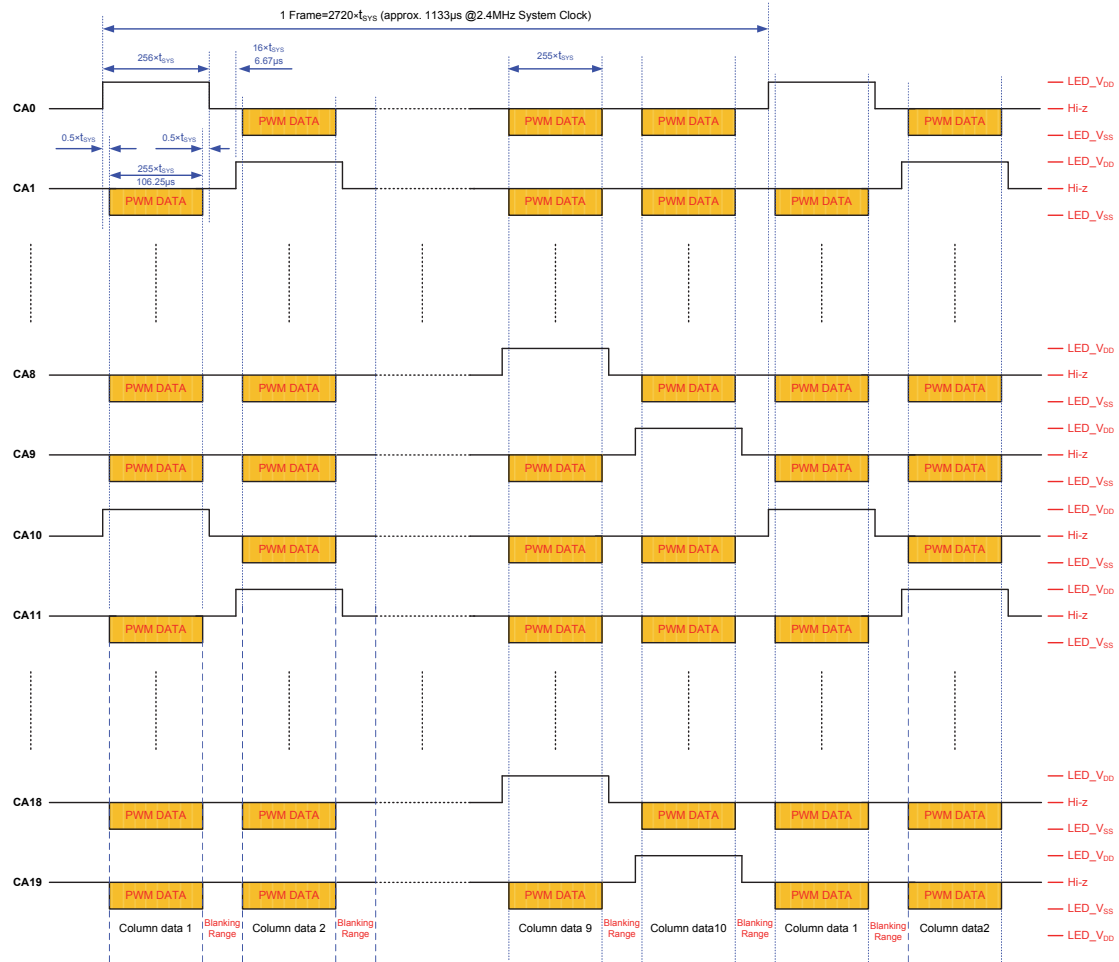 1 Frame=2720×tSYS (approx. 1133µs @2.4MHz System Clock)
256×tSYS
16×tSYS
6.67µs
255×tSYS
LED_VDD
CA0
Hi-z
PWM DATA PWM DATA PWM DATA PWM DATA
LED_VSS
0.5×tSYS 0.5×tSYS
LED_VDD
255×tSYS
106.25µs
CA1
Hi-z
PWM DATA PWM DATA PWM DATA PWM DATA
LED_VSS
LED_VDD
CA8
Hi-z
PWM DATA PWM DATA PWM DATA PWM DATA PWM DATA
LED_VSS
LED_VDD
CA9
Hi-z
PWM DATA PWM DATA PWM DATA PWM DATA PWM DATA
LED_VSS
LED_VDD
CA10
Hi-z
PWM DATA PWM DATA PWM DATA PWM DATA
LED_VSS
LED_VDD
CA11
Hi-z
PWM DATA PWM DATA PWM DATA PWM DATA
LED_VSS
LED_VDD
CA18
Hi-z
PWM DATA PWM DATA PWM DATA PWM DATA PWM DATA
LED_VSS
LED_VDD
CA19
Hi-z
PWM DATA PWM DATA PWM DATA PWM DATA PWM DATA
LED_VSS
Column data 1
Blanking
Range
Column data 2
Blanking
Range
Column data 9
Blanking
Range
Column data10
Blanking
Range
Column data 1
Blanking
Range
Column data2
LED_VDD